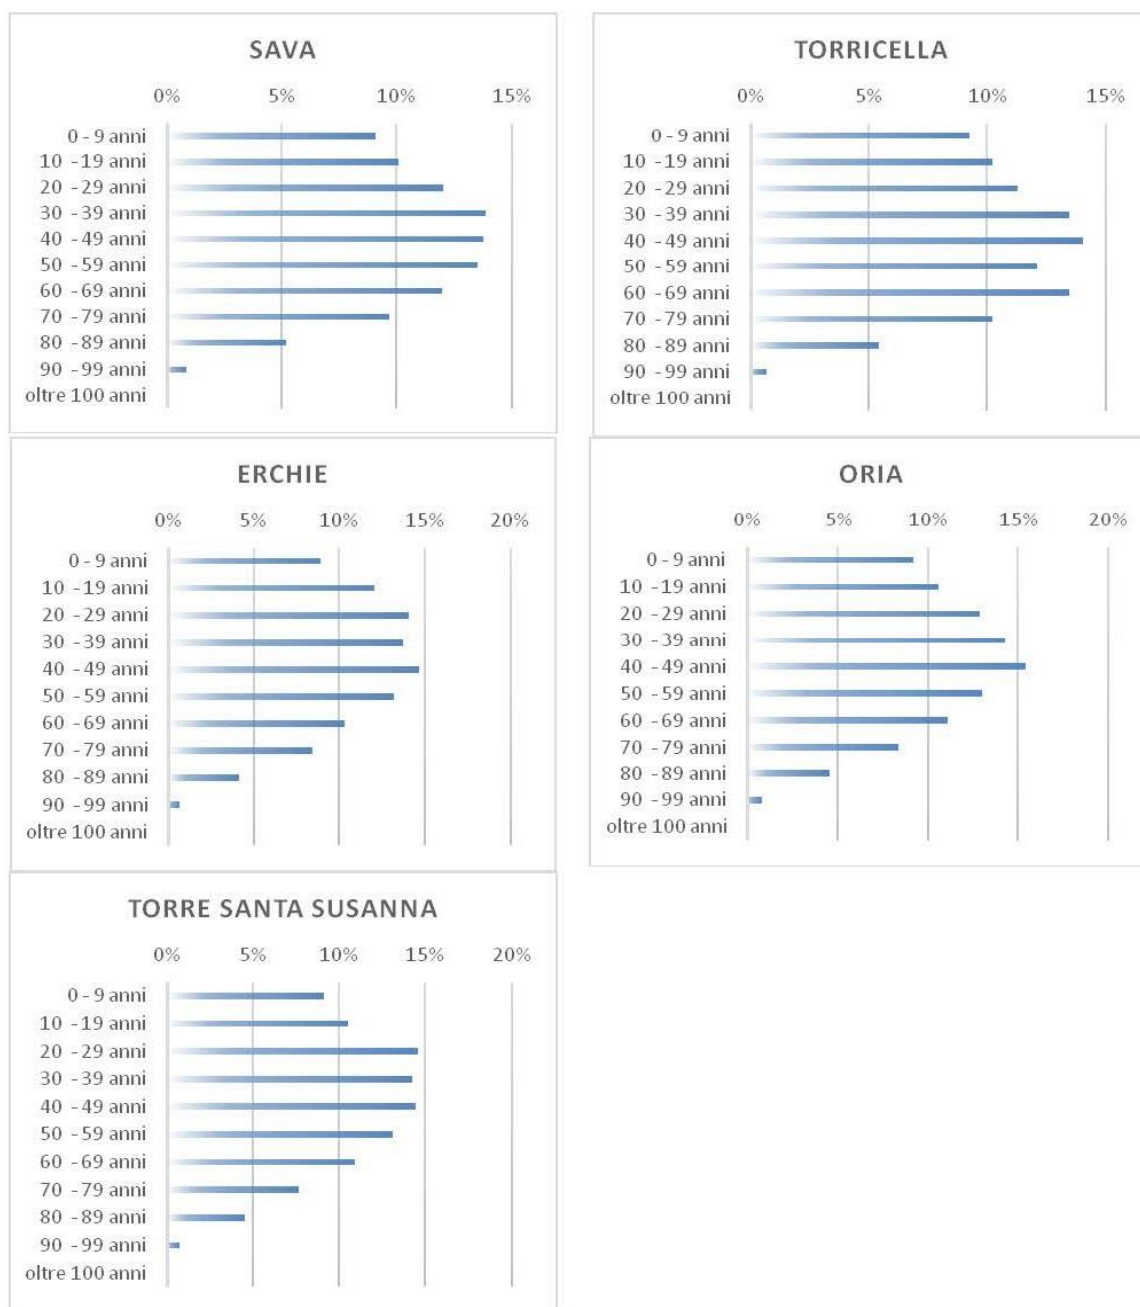 SAVA
0% 5% 10% 15%
0 - 9 anni
10 - 19 anni
20 - 29 anni
30 - 39 anni
40 - 49 anni
50 - 59 anni
60 - 69 anni
70 - 79 anni
80 - 89 anni
90 - 99 anni
oltre 100 anni
TORRICELLA
0% 5% 10% 15%
0 - 9 anni
10 - 19 anni
20 - 29 anni
30 - 39 anni
40 - 49 anni
50 - 59 anni
60 - 69 anni
70 - 79 anni
80 - 89 anni
90 - 99 anni
oltre 100 anni
ERCHIE
0% 5% 10% 15% 20%
0 - 9 anni
10 - 19 anni
20 - 29 anni
30 - 39 anni
40 - 49 anni
50 - 59 anni
60 - 69 anni
70 - 79 anni
80 - 89 anni
90 - 99 anni
oltre 100 anni
ORIA
0% 5% 10% 15% 20%
0 - 9 anni
10 - 19 anni
20 - 29 anni
30 - 39 anni
40 - 49 anni
50 - 59 anni
60 - 69 anni
70 - 79 anni
80 - 89 anni
90 - 99 anni
oltre 100 anni
TORRE SANTA SUSANNA
0% 5% 10% 15% 20%
0 - 9 anni
10 - 19 anni
20 - 29 anni
30 - 39 anni
40 - 49 anni
50 - 59 anni
60 - 69 anni
70 - 79 anni
80 - 89 anni
90 - 99 anni
oltre 100 anni